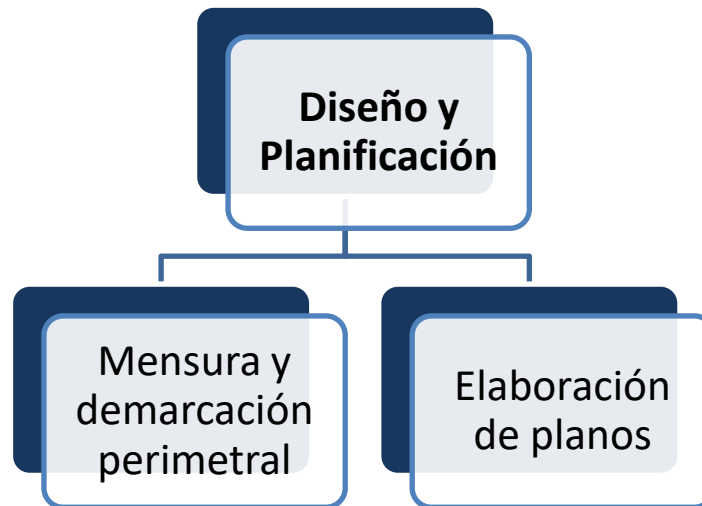 Diseño y
Planificación
Mensura y
demarcación
perimetral
Elaboración
de planos